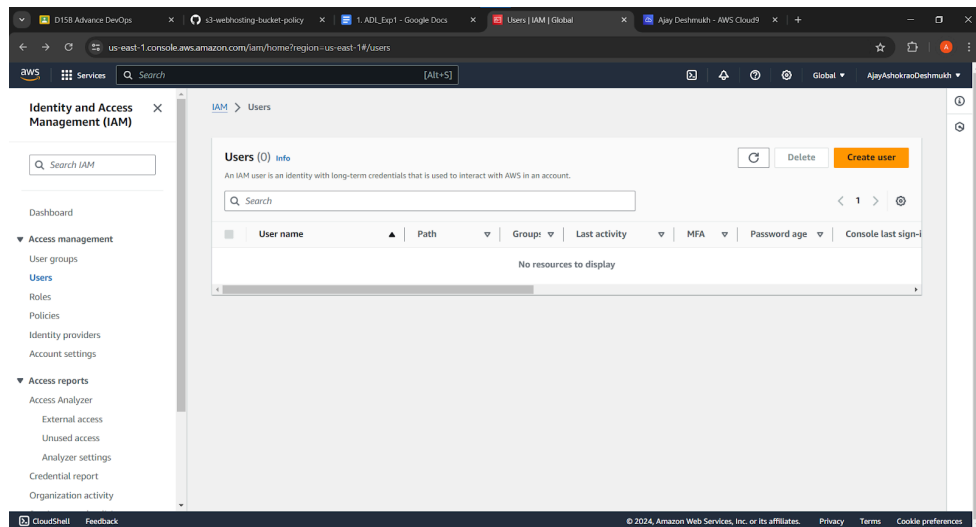 D15B Advance DevOps
s3-webhosting-bucket-policy
1. ADL_Exp1 - Google Docs
Users | IAM | Global
Ajay Deshmukh - AWS Cloud9
us-east-1.console.aws.amazon.com/iam/home?region=us-east-1#/users
A
aws
Services
Search
[Alt+S]
Global
AjayAshokraoDeshmukh
Identity and Access
Management (IAM)
Search IAM
Dashboard
Access management
User groups
Users
Roles
Policies
Identity providers
Account settings
Access reports
Access Analyzer
External access
Unused access
Analyzer settings
Credential report
Organization activity
IAM > Users
Users (0) Info
Delete
Create user
An IAM user is an identity with long-term credentials that is used to interact with AWS in an account.
Search
1
User name
Path
Group:
Last activity
MFA
Password age
Console last sign-i
No resources to display
CloudShell
Feedback
© 2024, Amazon Web Services, Inc. or its affiliates.
Privacy
Terms
Cookie preferences